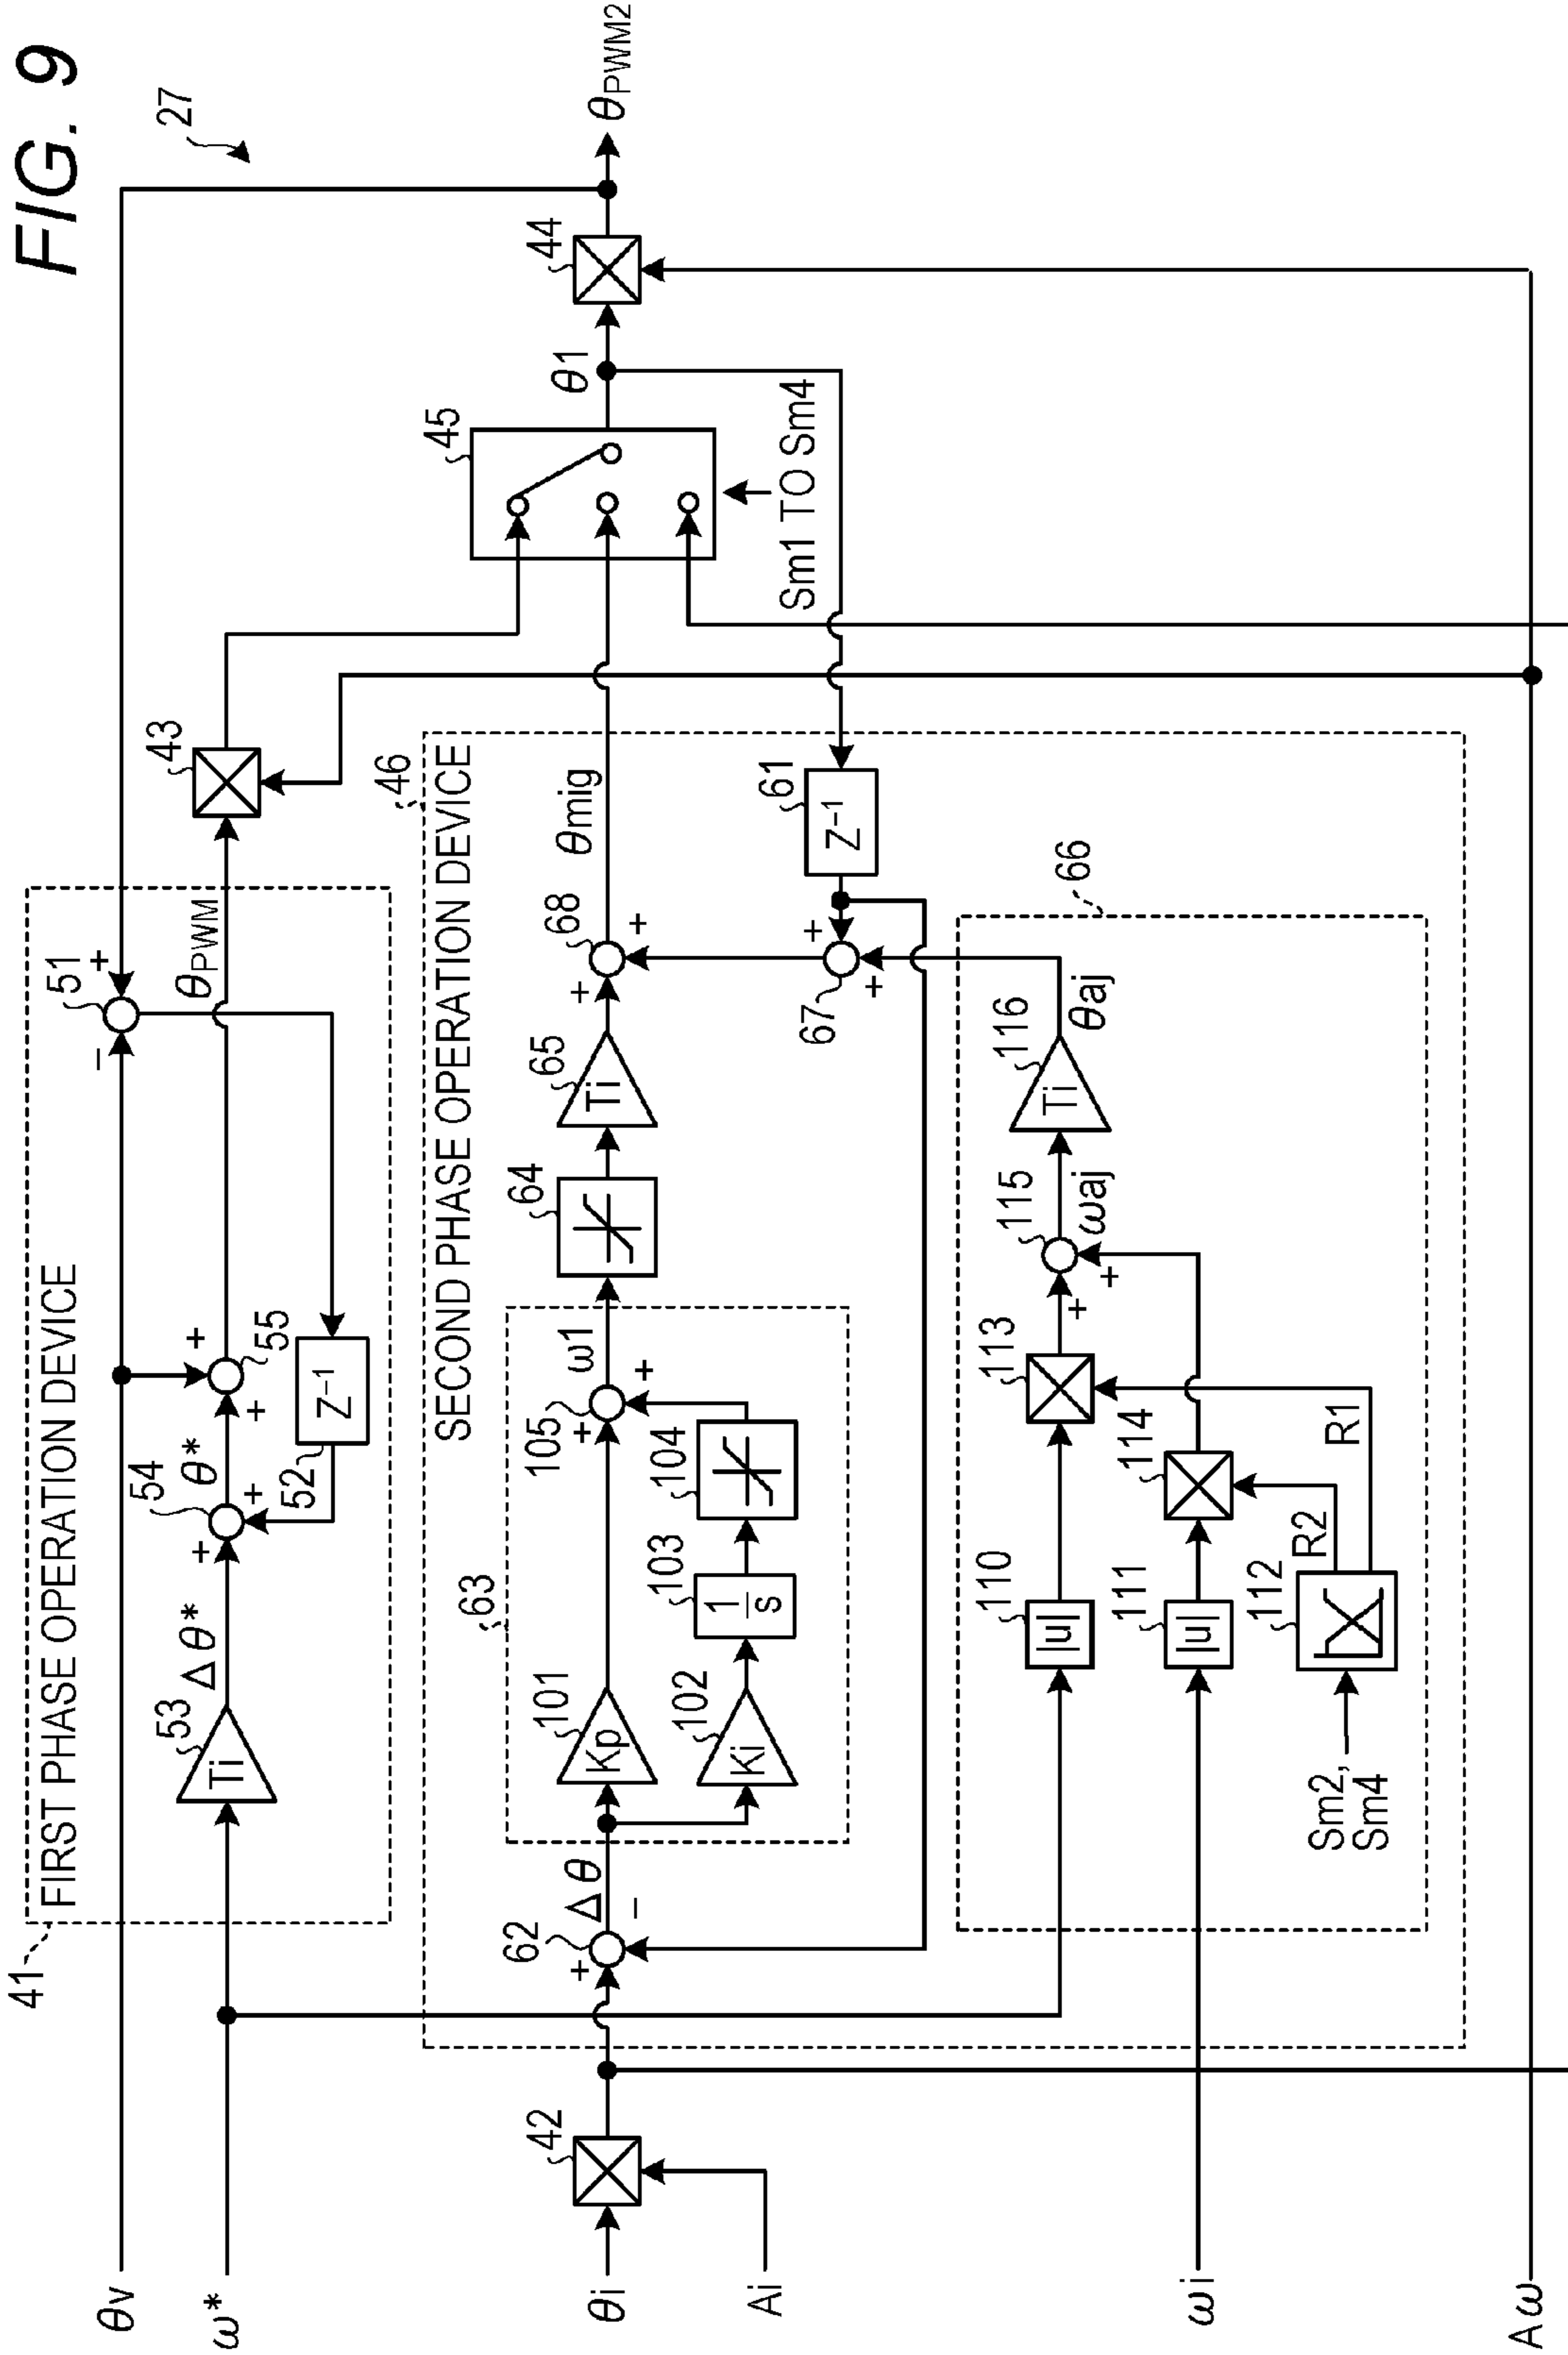 FIG. 9
27
41
FIRST PHASE OPERATION DEVICE
θv
ω*
53
Ti
Δθ*
54
+
+
θ*
52
Z⁻¹
55
+
+
51
−
+
θPWM
43
44
θPWM2
45
θ1
Sm1 TO Sm4
46
SECOND PHASE OPERATION DEVICE
θi
Ai
42
62
+
−
Δθ
63
101
Kp
102
Ki
103
1
s
104
105
+
+
ω1
64
65
Ti
68
+
+
θmig
61
Z⁻¹
67
+
+
66
ωi
110
|u|
111
|u|
112
Sm2,
Sm4
R2
R1
113
114
115
+
+
ωaj
116
Ti
θaj
Aω